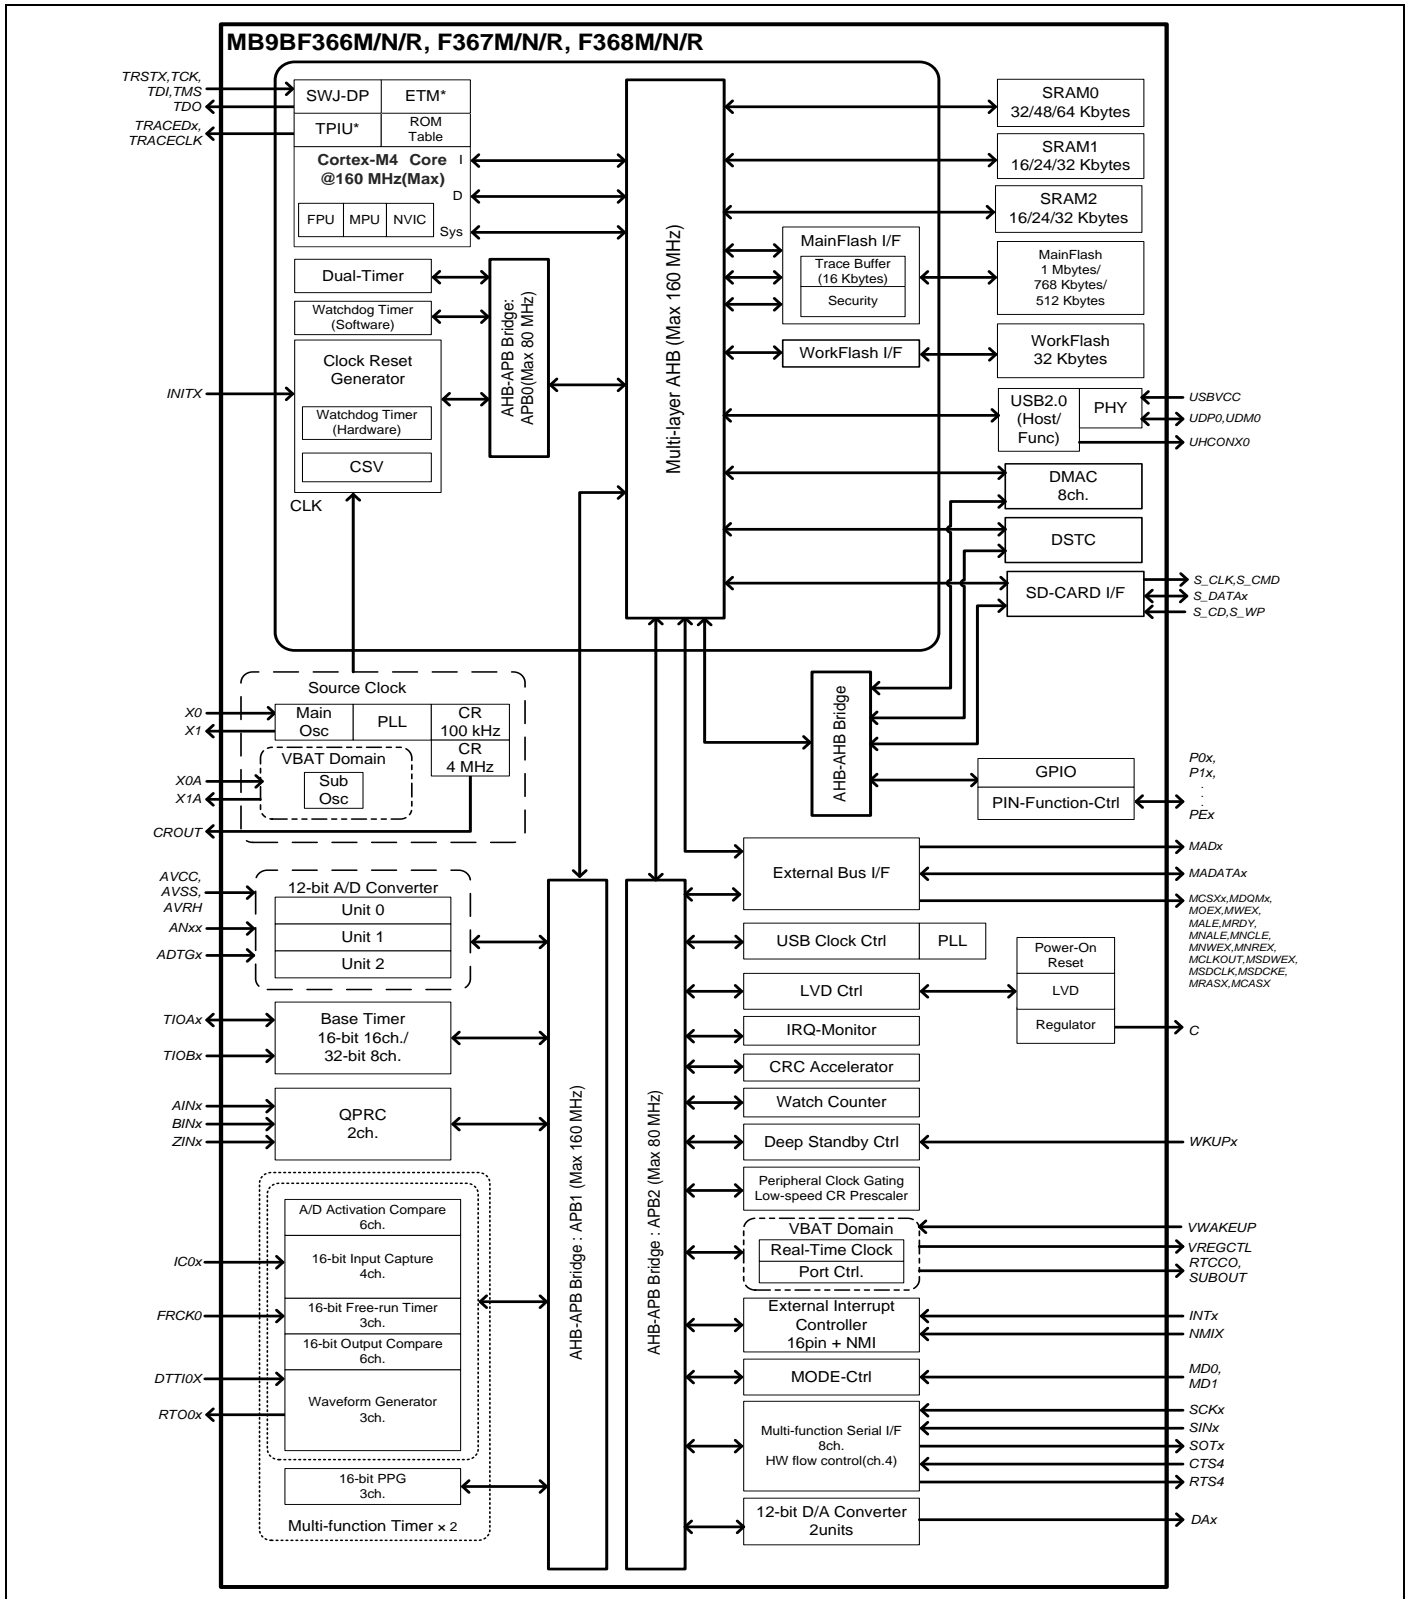 MB9BF366M/N/R, F367M/N/R, F368M/N/R
TRSTX,TCK,
TDI,TMS
TDO
TRACEDx,
TRACECLK
SWJ-DP
ETM*
TPIU*
ROM
Table
Cortex-M4 Core
@160 MHz(Max)
I
D
Sys
FPU
MPU
NVIC
Dual-Timer
Watchdog Timer
(Software)
Clock Reset
Generator
Watchdog Timer
(Hardware)
CSV
CLK
INITX
AHB-APB Bridge:
APB0(Max 80 MHz)
Multi-layer AHB (Max 160 MHz)
SRAM0
32/48/64 Kbytes
SRAM1
16/24/32 Kbytes
SRAM2
16/24/32 Kbytes
MainFlash I/F
Trace Buffer
(16 Kbytes)
Security
MainFlash
1 Mbytes/
768 Kbytes/
512 Kbytes
WorkFlash I/F
WorkFlash
32 Kbytes
USB2.0
(Host/
Func)
PHY
USBVCC
UDP0,UDM0
UHCONX0
DMAC
8ch.
DSTC
SD-CARD I/F
S_CLK,S_CMD
S_DATAx
S_CD,S_WP
Source Clock
X0
X1
Main
Osc
PLL
CR
100 kHz
CR
4 MHz
VBAT Domain
Sub
Osc
X0A
X1A
CROUT
AHB-AHB Bridge
GPIO
PIN-Function-Ctrl
P0x,
P1x,
.
.
PEx
AVCC,
AVSS,
AVRH
ANxx
ADTGx
12-bit A/D Converter
Unit 0
Unit 1
Unit 2
TIOAx
TIOBx
Base Timer
16-bit 16ch./
32-bit 8ch.
AINx
BINx
ZINx
QPRC
2ch.
A/D Activation Compare
6ch.
IC0x
16-bit Input Capture
4ch.
FRCK0
16-bit Free-run Timer
3ch.
16-bit Output Compare
6ch.
DTTI0X
RTO0x
Waveform Generator
3ch.
16-bit PPG
3ch.
Multi-function Timer × 2
AHB-APB Bridge : APB1 (Max 160 MHz)
AHB-APB Bridge : APB2 (Max 80 MHz)
External Bus I/F
MADx
MADATAx
MCSXx,MDQMx,
MOEX,MWEX,
MALE,MRDY,
MNALE,MNCLE,
MNWEX,MNREX,
MCLKOUT,MSDWEX,
MSDCLK,MSDCKE,
MRASX,MCASX
USB Clock Ctrl
PLL
LVD Ctrl
Power-On
Reset
LVD
Regulator
C
IRQ-Monitor
CRC Accelerator
Watch Counter
Deep Standby Ctrl
WKUPx
Peripheral Clock Gating
Low-speed CR Prescaler
VBAT Domain
Real-Time Clock
Port Ctrl.
VWAKEUP
VREGCTL
RTCCO,
SUBOUT
External Interrupt
Controller
16pin + NMI
INTx
NMIX
MODE-Ctrl
MD0,
MD1
Multi-function Serial I/F
8ch.
HW flow control(ch.4)
SCKx
SINx
SOTx
CTS4
RTS4
12-bit D/A Converter
2units
DAx